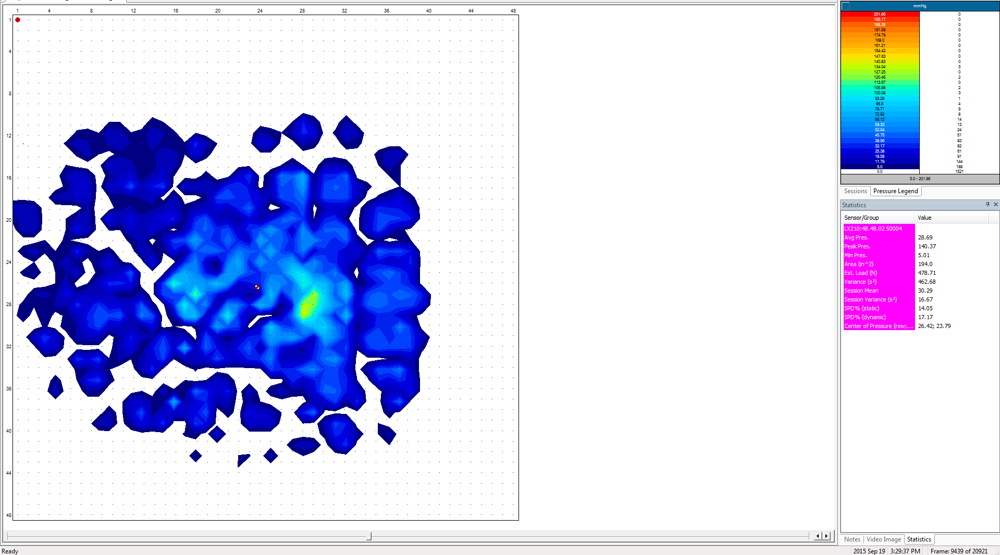 1 4 8 12 16 20 24 28 32 36 40 44 48
1
4
8
12
16
20
24
28
32
36
40
44
48
mmHg
201.96 0
195.17 0
188.38 0
181.58 0
174.79 0
168.0 0
161.21 0
154.42 0
147.63 0
140.83 0
134.04 3
127.25 0
120.46 2
113.67 0
106.88 2
100.08 3
93.29 1
86.5 4
79.71 9
72.92 8
66.13 14
59.33 13
52.54 24
45.75 51
38.96 83
32.17 82
25.38 61
18.58 91
11.79 144
5.0 188
0.0 1521
5.0 - 201.96
Sessions Pressure Legend
Statistics
Sensor/Group Value
LX210:48.48.02 S0004
Avg Pres. 28.69
Peak Pres. 140.37
Min Pres. 5.01
Area (in^2) 194.0
Est. Load (N) 478.71
Variance (s²) 462.68
Session Mean 30.29
Session Variance (s²) 16.67
SPD% (static) 14.05
SPD% (dynamic) 17.17
Center of Pressure (row;... 26.42; 23.79
Notes Video Image Statistics
Ready 2015 Sep 19 3:29:37 PM Frame: 9439 of 20921